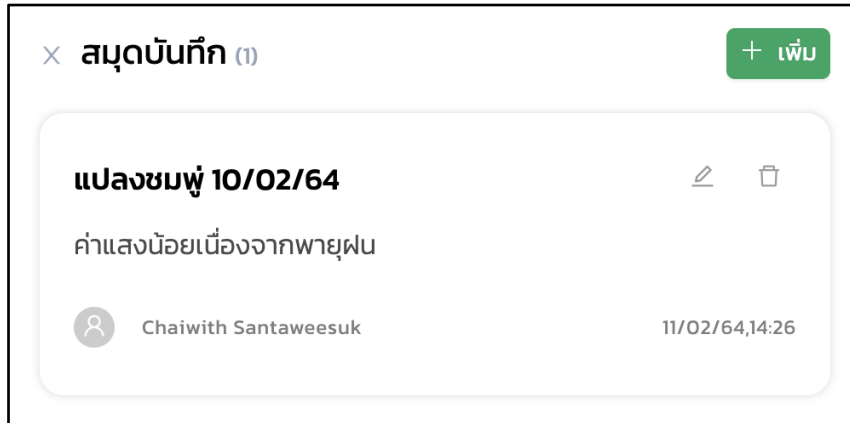 สมุดบันทึก (1)
+ เพิ่ม
แปลงชมพู่ 10/02/64
ค่าแสงน้อยเนื่องจากพายุฝน
Chaiwith Santaweesuk
11/02/64,14:26